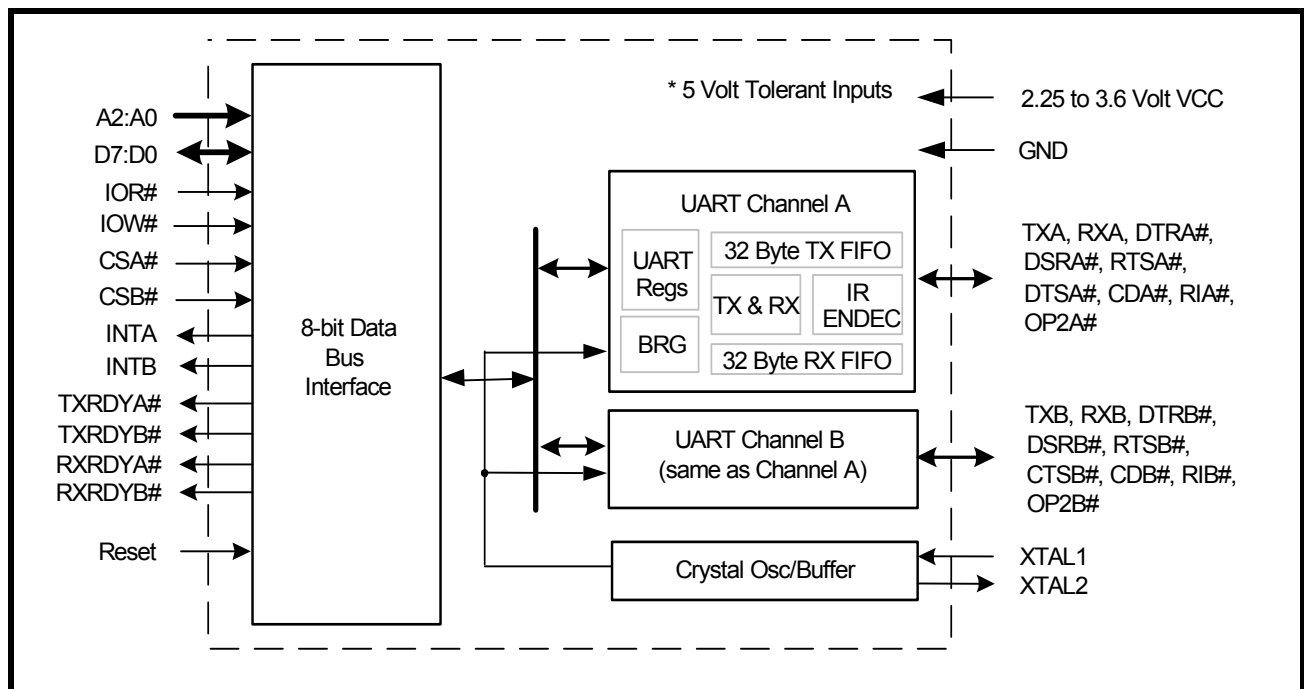 A2:A0
D7:D0
IOR#
IOW#
CSA#
CSB#
INTA
INTB
TXRDYA#
TXRDYB#
RXRDYA#
RXRDYB#
Reset
8-bit Data
Bus
Interface
* 5 Volt Tolerant Inputs
2.25 to 3.6 Volt VCC
GND
UART Channel A
UART
Regs
BRG
32 Byte TX FIFO
TX & RX
IR
ENDEC
32 Byte RX FIFO
TXA, RXA, DTRA#,
DSRA#, RTSA#,
DTSA#, CDA#, RIA#,
OP2A#
UART Channel B
(same as Channel A)
TXB, RXB, DTRB#,
DSRB#, RTSB#,
CTSB#, CDB#, RIB#,
OP2B#
Crystal Osc/Buffer
XTAL1
XTAL2